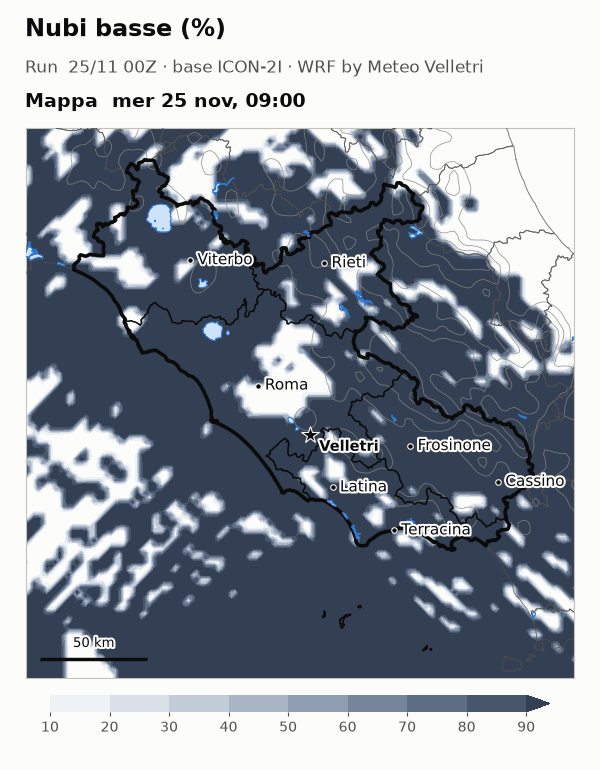 Nubi basse (%)
Run  25/11 00Z · base ICON-2I · WRF by Meteo Velletri
Mappa  mer 25 nov, 09:00
Viterbo
Rieti
Roma
Velletri
Frosinone
Latina
Cassino
Terracina
50 km
10 20 30 40 50 60 70 80 90